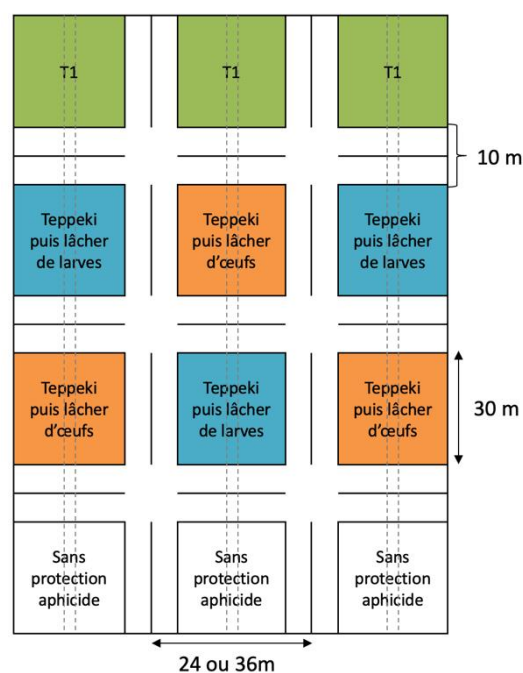 T1
T1
T1
10 m
Teppeki
puis lâcher
de larves
Teppeki
puis lâcher
d'œufs
Teppeki
puis lâcher
de larves
Teppeki
puis lâcher
d'œufs
Teppeki
puis lâcher
de larves
Teppeki
puis lâcher
d'œufs
30 m
Sans
protection
aphicide
Sans
protection
aphicide
Sans
protection
aphicide
24 ou 36m